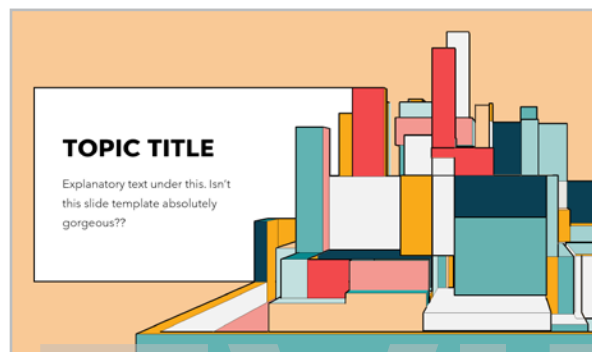 TOPIC TITLE
Explanatory text under this. Isn't
this slide template absolutely
gorgeous??